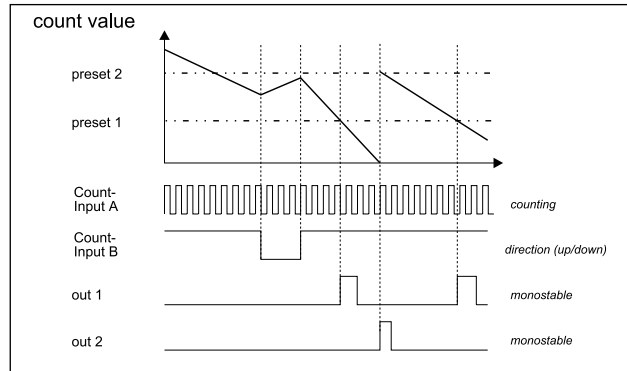 count value
preset 2
preset 1
Count-
Input A
counting
Count-
Input B
direction (up/down)
out 1
monostable
out 2
monostable